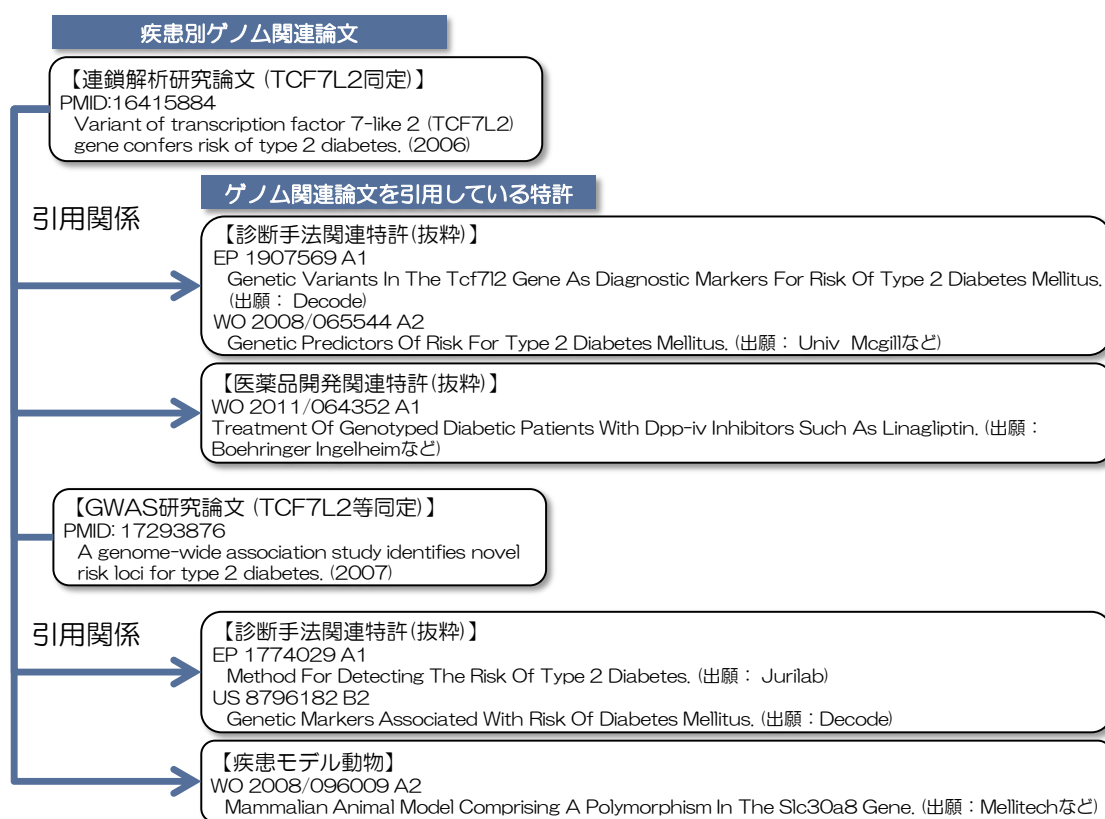 疾患別ゲノム関連論文
【連鎖解析研究論文 (TCF7L2同定)】
PMID:16415884
Variant of transcription factor 7-like 2 (TCF7L2)
gene confers risk of type 2 diabetes. (2006)
引用関係
ゲノム関連論文を引用している特許
【診断手法関連特許(抜粋)】
EP 1907569 A1
Genetic Variants In The Tcf7l2 Gene As Diagnostic Markers For Risk Of Type 2 Diabetes Mellitus.
(出願： Decode)
WO 2008/065544 A2
Genetic Predictors Of Risk For Type 2 Diabetes Mellitus. (出願： Univ Mcgillなど)
【医薬品開発関連特許(抜粋)】
WO 2011/064352 A1
Treatment Of Genotyped Diabetic Patients With Dpp-iv Inhibitors Such As Linagliptin. (出願：
Boehringer Ingelheimなど)
【GWAS研究論文 (TCF7L2等同定)】
PMID: 17293876
A genome-wide association study identifies novel
risk loci for type 2 diabetes. (2007)
引用関係
【診断手法関連特許(抜粋)】
EP 1774029 A1
Method For Detecting The Risk Of Type 2 Diabetes. (出願： Jurilab)
US 8796182 B2
Genetic Markers Associated With Risk Of Diabetes Mellitus. (出願：Decode)
【疾患モデル動物】
WO 2008/096009 A2
Mammalian Animal Model Comprising A Polymorphism In The Slc30a8 Gene. (出願：Mellitechなど)